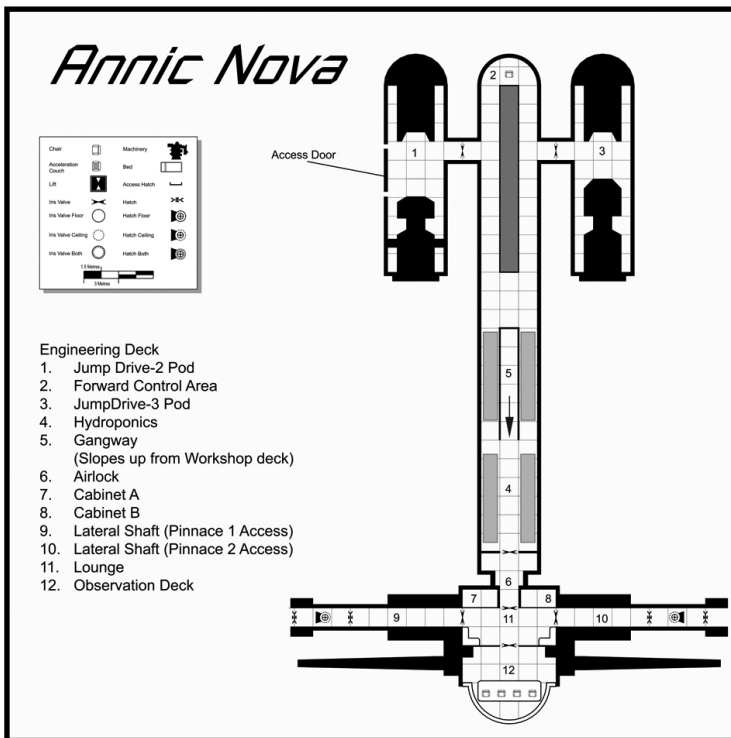 Annic Nova
Chair Machinery
Acceleration Couch Bed
Lift Access Hatch
Iris Valve Hatch
Iris Valve Floor Hatch Floor
Iris Valve Ceiling Hatch Ceiling
Iris Valve Both Hatch Both
1.5 Metres
3 Metres
Access Door
Engineering Deck
1. Jump Drive-2 Pod
2. Forward Control Area
3. JumpDrive-3 Pod
4. Hydroponics
5. Gangway
(Slopes up from Workshop deck)
6. Airlock
7. Cabinet A
8. Cabinet B
9. Lateral Shaft (Pinnace 1 Access)
10. Lateral Shaft (Pinnace 2 Access)
11. Lounge
12. Observation Deck
2
1
3
5
4
6
7 8
9 11 10
12